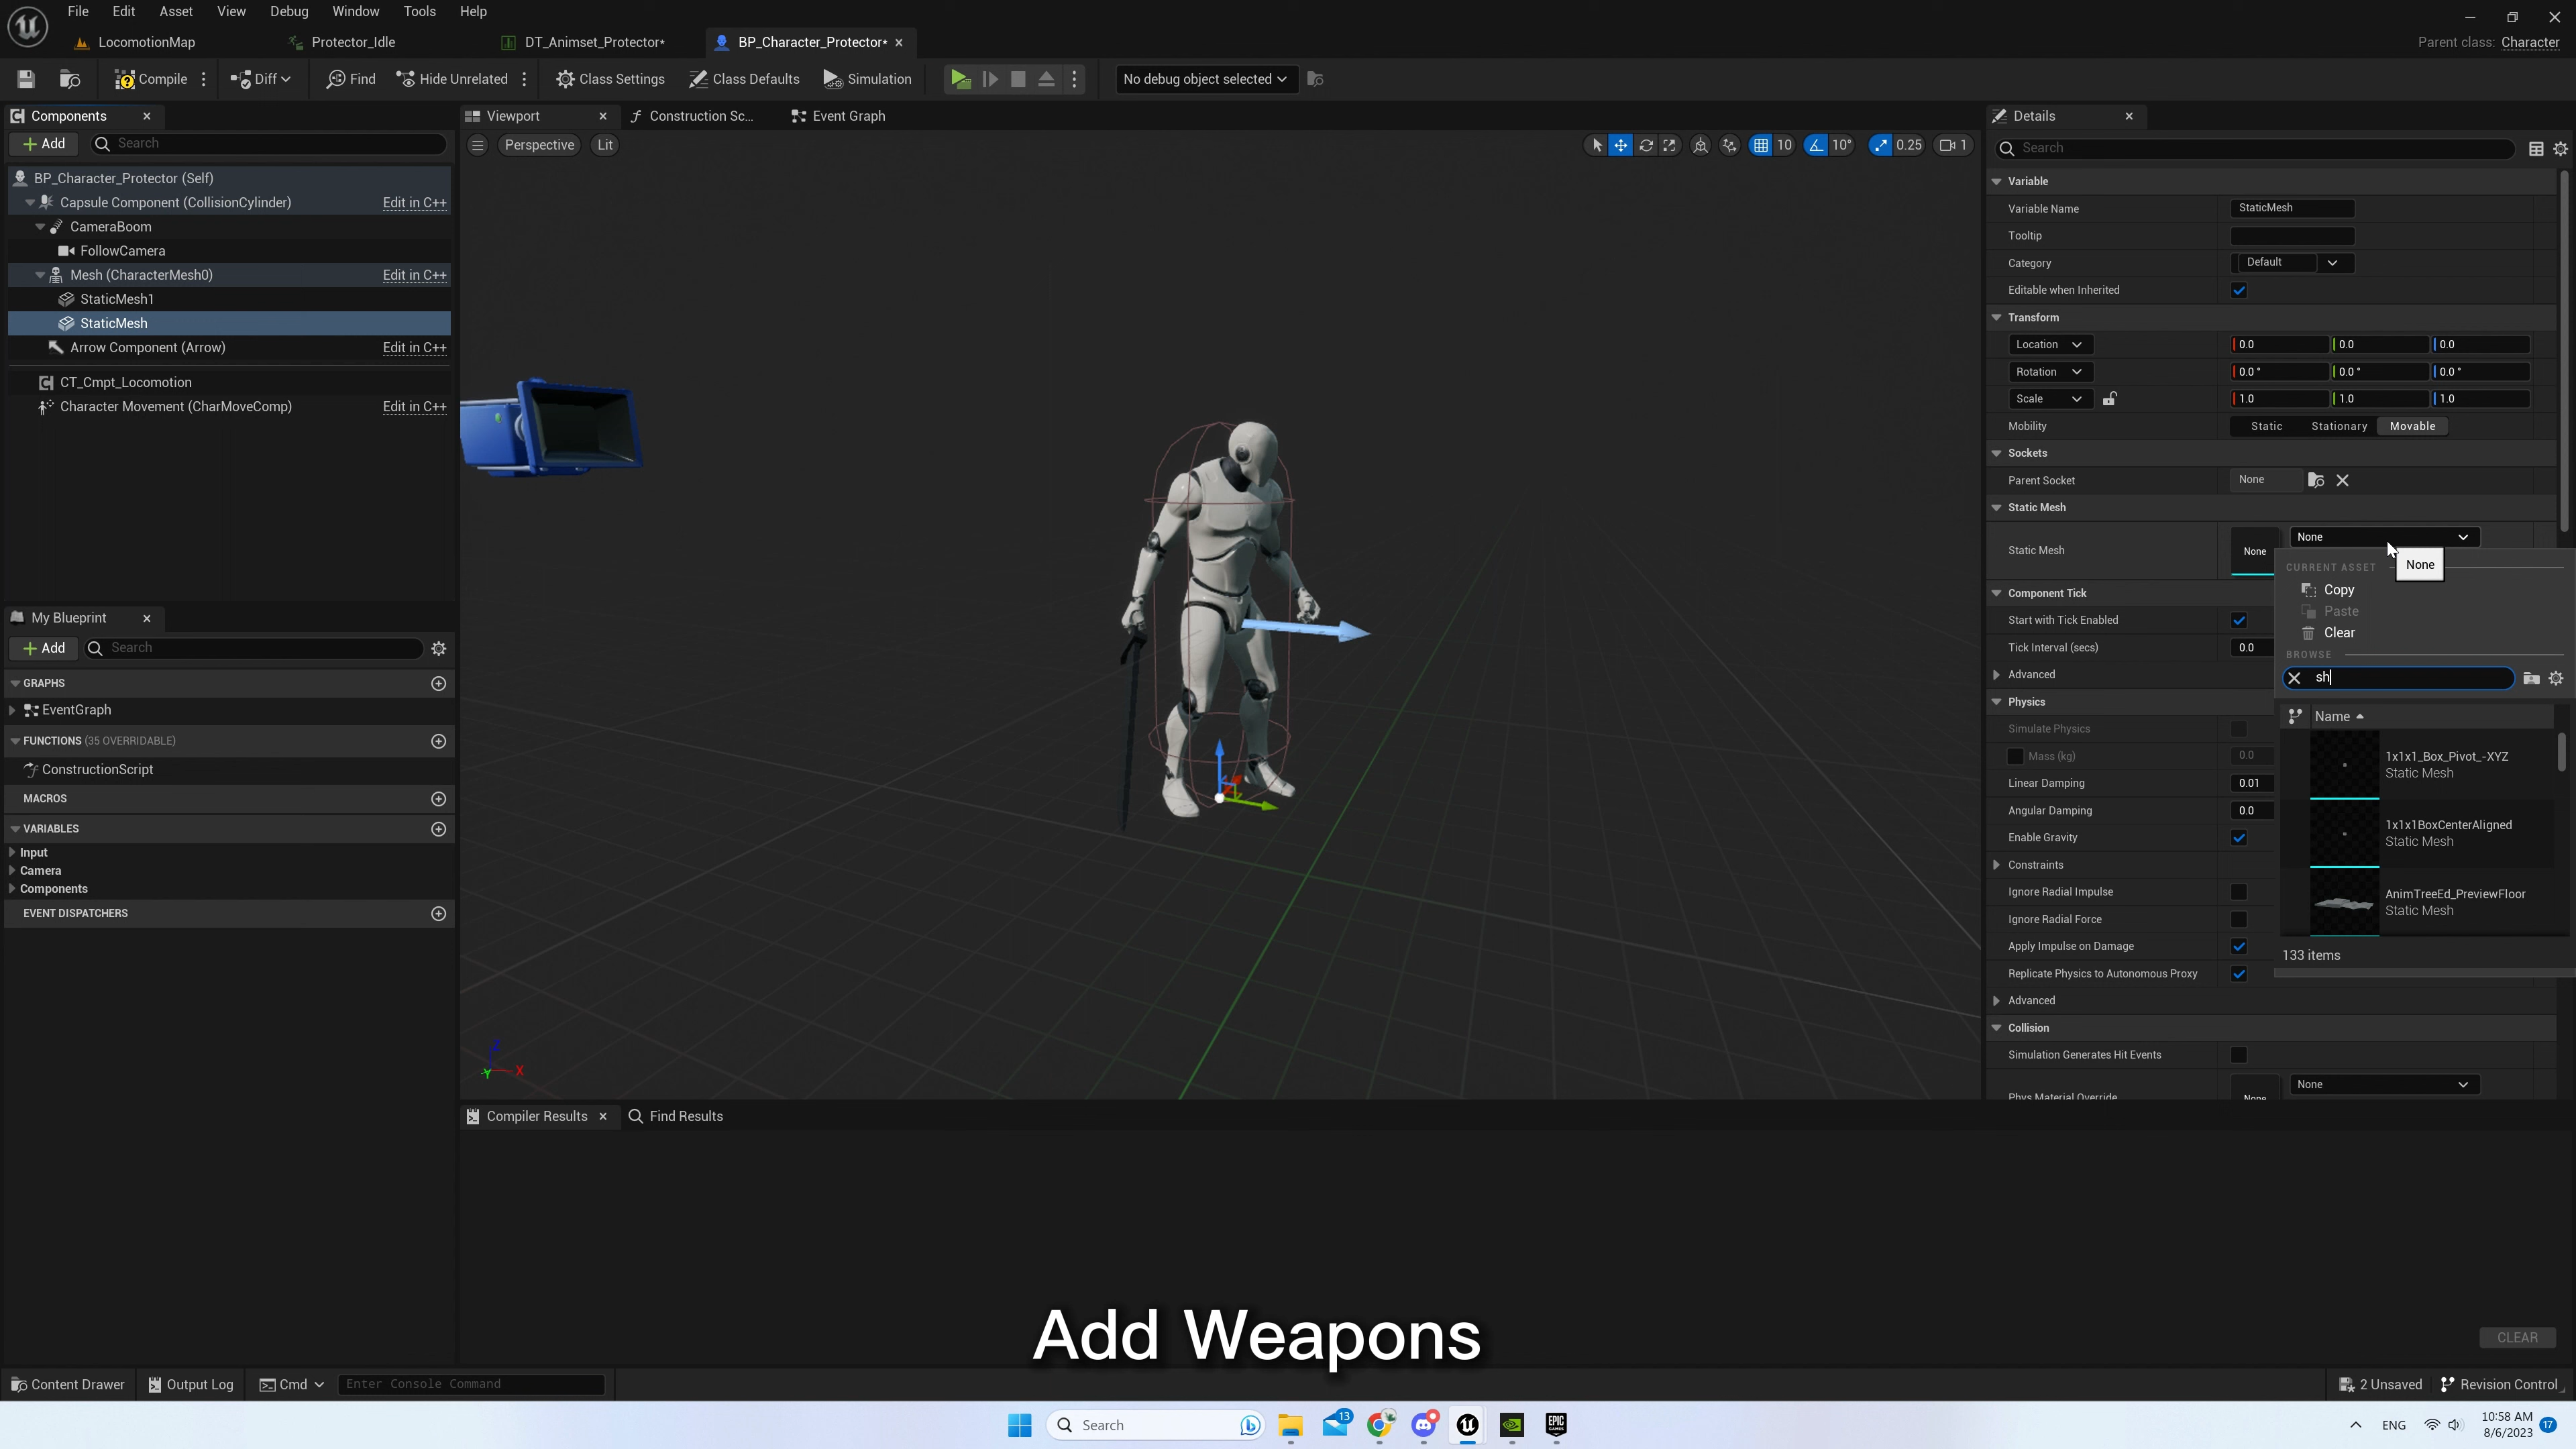 File Edit Asset View Debug Window Tools Help
LocomotionMap Protector_Idle DT_Animset_Protector* BP_Character_Protector*
Parent class: Character
Compile Diff Find Hide Unrelated Class Settings Class Defaults Simulation No debug object selected
Components
Add Search
BP_Character_Protector (Self)
Capsule Component (CollisionCylinder) Edit in C++
CameraBoom
FollowCamera
Mesh (CharacterMesh0) Edit in C++
StaticMesh1
StaticMesh
Arrow Component (Arrow) Edit in C++
CT_Cmpt_Locomotion
Character Movement (CharMoveComp) Edit in C++
My Blueprint
Add Search
GRAPHS
EventGraph
FUNCTIONS (35 OVERRIDABLE)
ConstructionScript
MACROS
VARIABLES
Input
Camera
Components
EVENT DISPATCHERS
Viewport Construction Sc... Event Graph
Perspective Lit 10 10° 0.25 1
Z
Y X
Compiler Results Find Results
Details
Search
Variable
Variable Name StaticMesh
Tooltip
Category Default
Editable when Inherited
Transform
Location 0.0 0.0 0.0
Rotation 0.0 ° 0.0 ° 0.0 °
Scale 1.0 1.0 1.0
Mobility Static Stationary Movable
Sockets
Parent Socket None
Static Mesh
Static Mesh None None
None
Component Tick
Start with Tick Enabled
Tick Interval (secs) 0.0
Advanced
Physics
Simulate Physics
Mass (kg) 0.0
Linear Damping 0.01
Angular Damping 0.0
Enable Gravity
Constraints
Ignore Radial Impulse
Ignore Radial Force
Apply Impulse on Damage
Replicate Physics to Autonomous Proxy
Advanced
Collision
Simulation Generates Hit Events
Phys Material Override None None
CURRENT ASSET
Copy
Paste
Clear
BROWSE
sh
Name
1x1x1_Box_Pivot_-XYZ
Static Mesh
1x1x1BoxCenterAligned
Static Mesh
AnimTreeEd_PreviewFloor
Static Mesh
133 items
CLEAR
Add Weapons
Content Drawer Output Log Cmd Enter Console Command 2 Unsaved Revision Control
Search 13 EPIC GAMES ENG 10:58 AM 17
8/6/2023